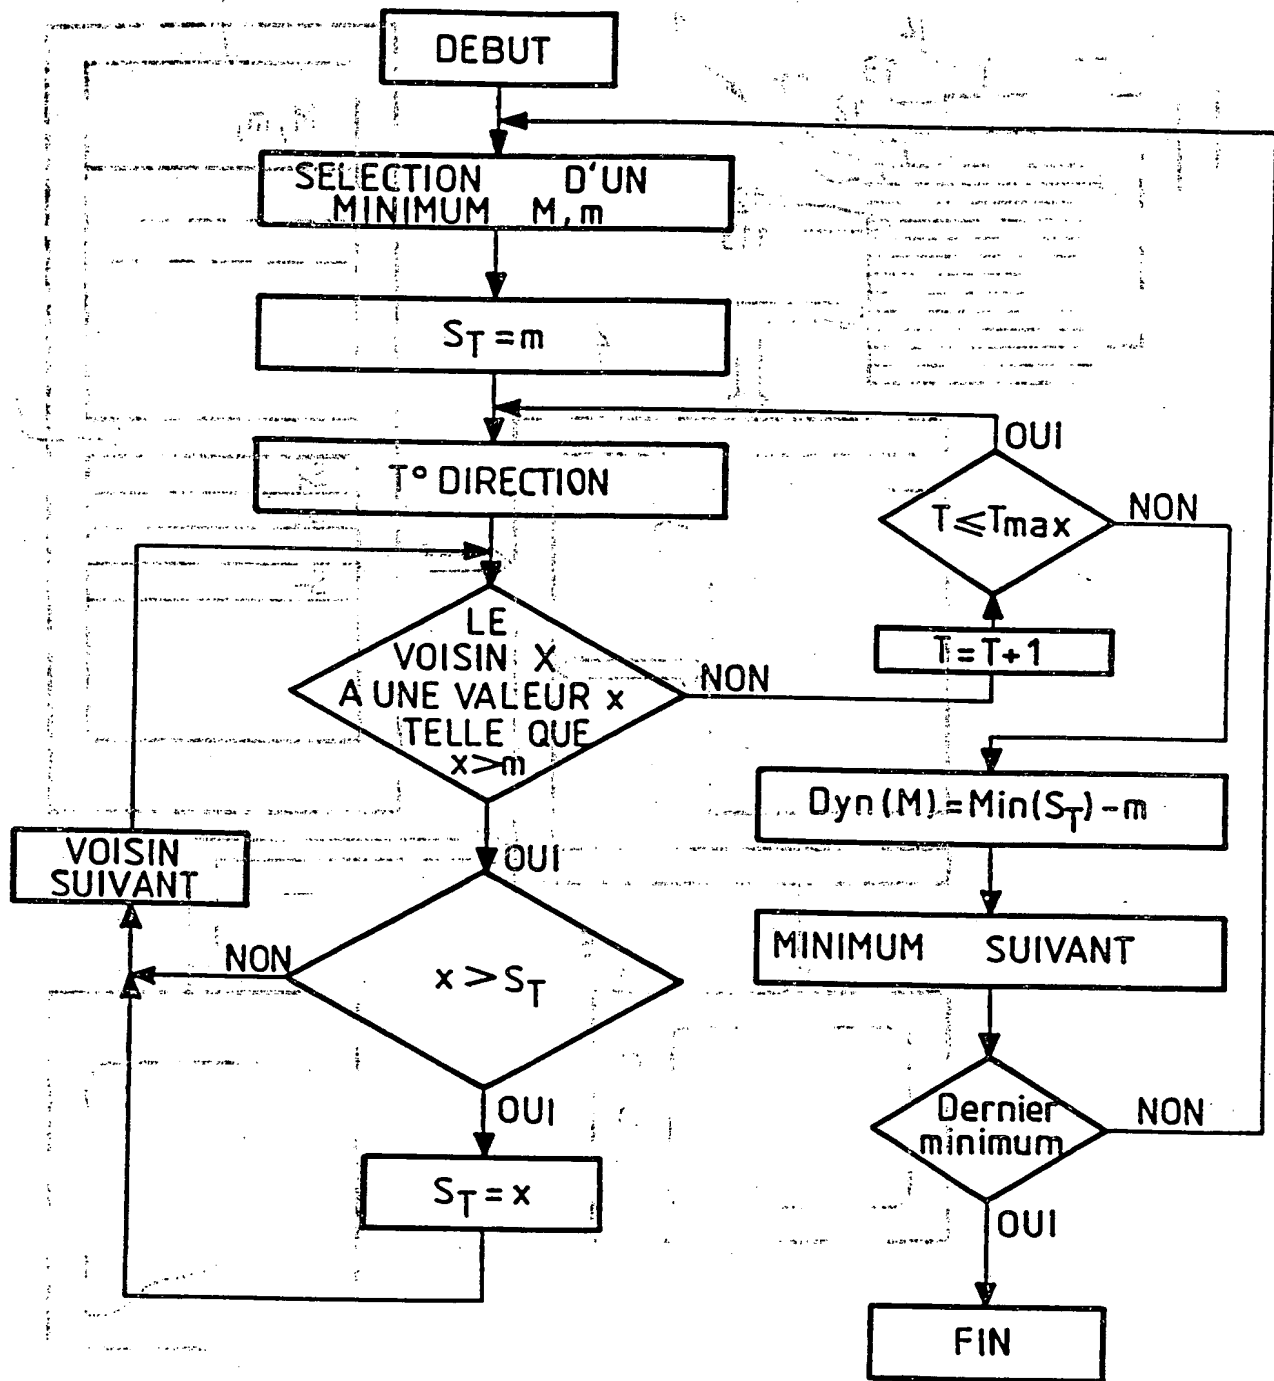 DEBUT
SELECTION D'UN
MINIMUM M,m
S_T=m
T° DIRECTION
OUI
T≤Tmax
NON
T=T+1
LE
VOISIN X
A UNE VALEUR x
TELLE QUE
x>m
NON
OUI
Dyn(M)=Min(S_T)-m
VOISIN
SUIVANT
MINIMUM SUIVANT
NON
x>S_T
OUI
S_T=x
Dernier
minimum
NON
OUI
FIN